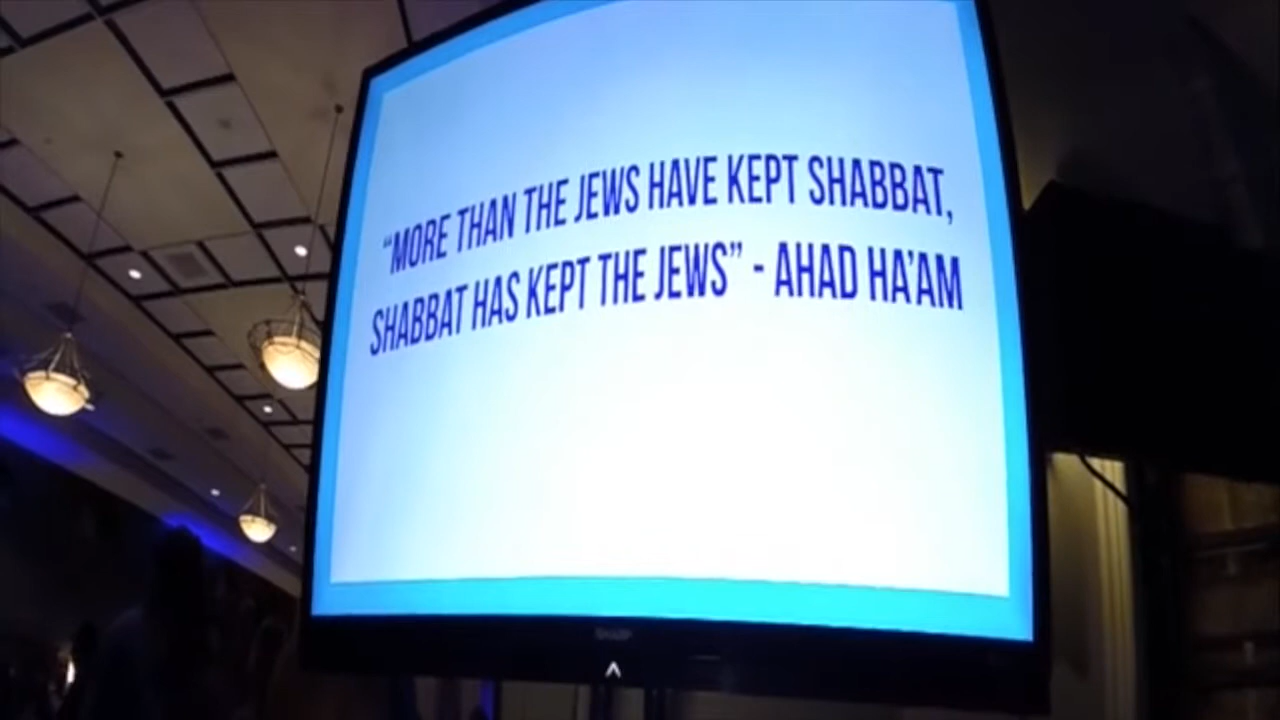 “MORE THAN THE JEWS HAVE KEPT SHABBAT,
SHABBAT HAS KEPT THE JEWS” - AHAD HA’AM